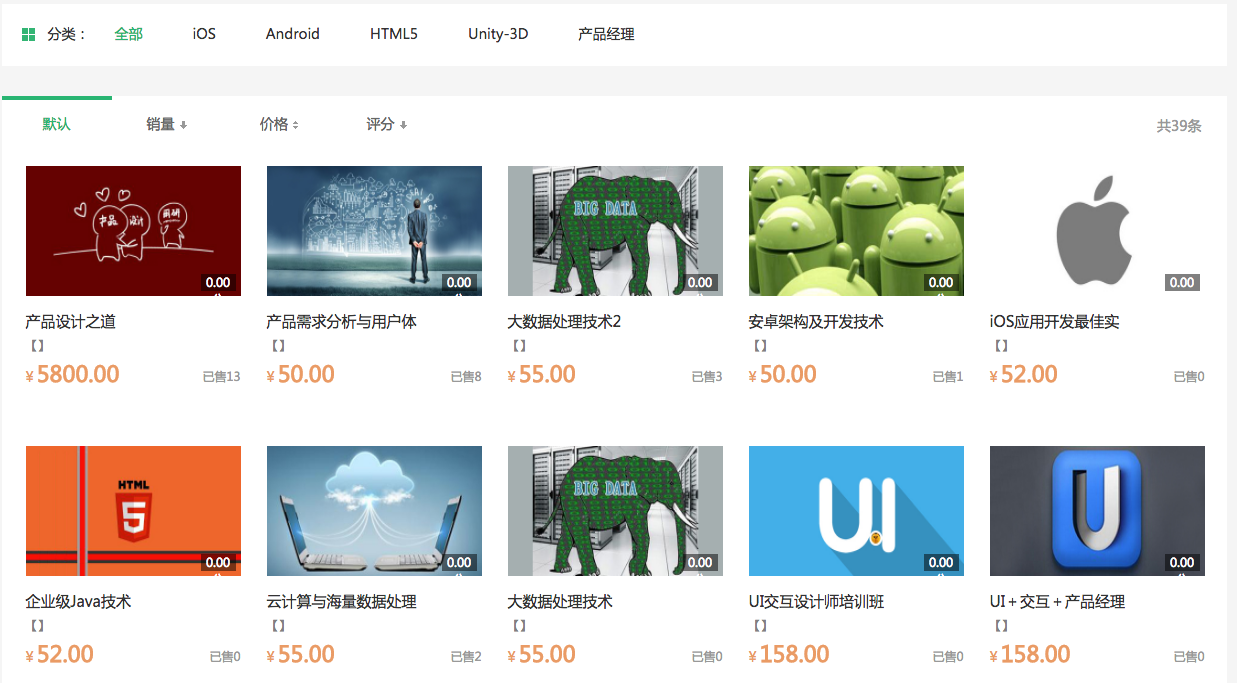 分类： 全部 iOS Android HTML5 Unity-3D 产品经理
默认 销量 价格 评分 共39条
产品 设计
BIG DATA
0.00 0.00 0.00 0.00 0.00
产品设计之道 产品需求分析与用户体 大数据处理技术2 安卓架构及开发技术 iOS应用开发最佳实
【】 【】 【】 【】 【】
¥5800.00 已售13 ¥50.00 已售8 ¥55.00 已售3 ¥50.00 已售1 ¥52.00 已售0
HTML
5
BIG DATA
UI
U
0.00 0.00 0.00 0.00 0.00
企业级Java技术 云计算与海量数据处理 大数据处理技术 UI交互设计师培训班 UI＋交互＋产品经理
【】 【】 【】 【】 【】
¥52.00 已售0 ¥55.00 已售2 ¥55.00 已售0 ¥158.00 已售0 ¥158.00 已售0